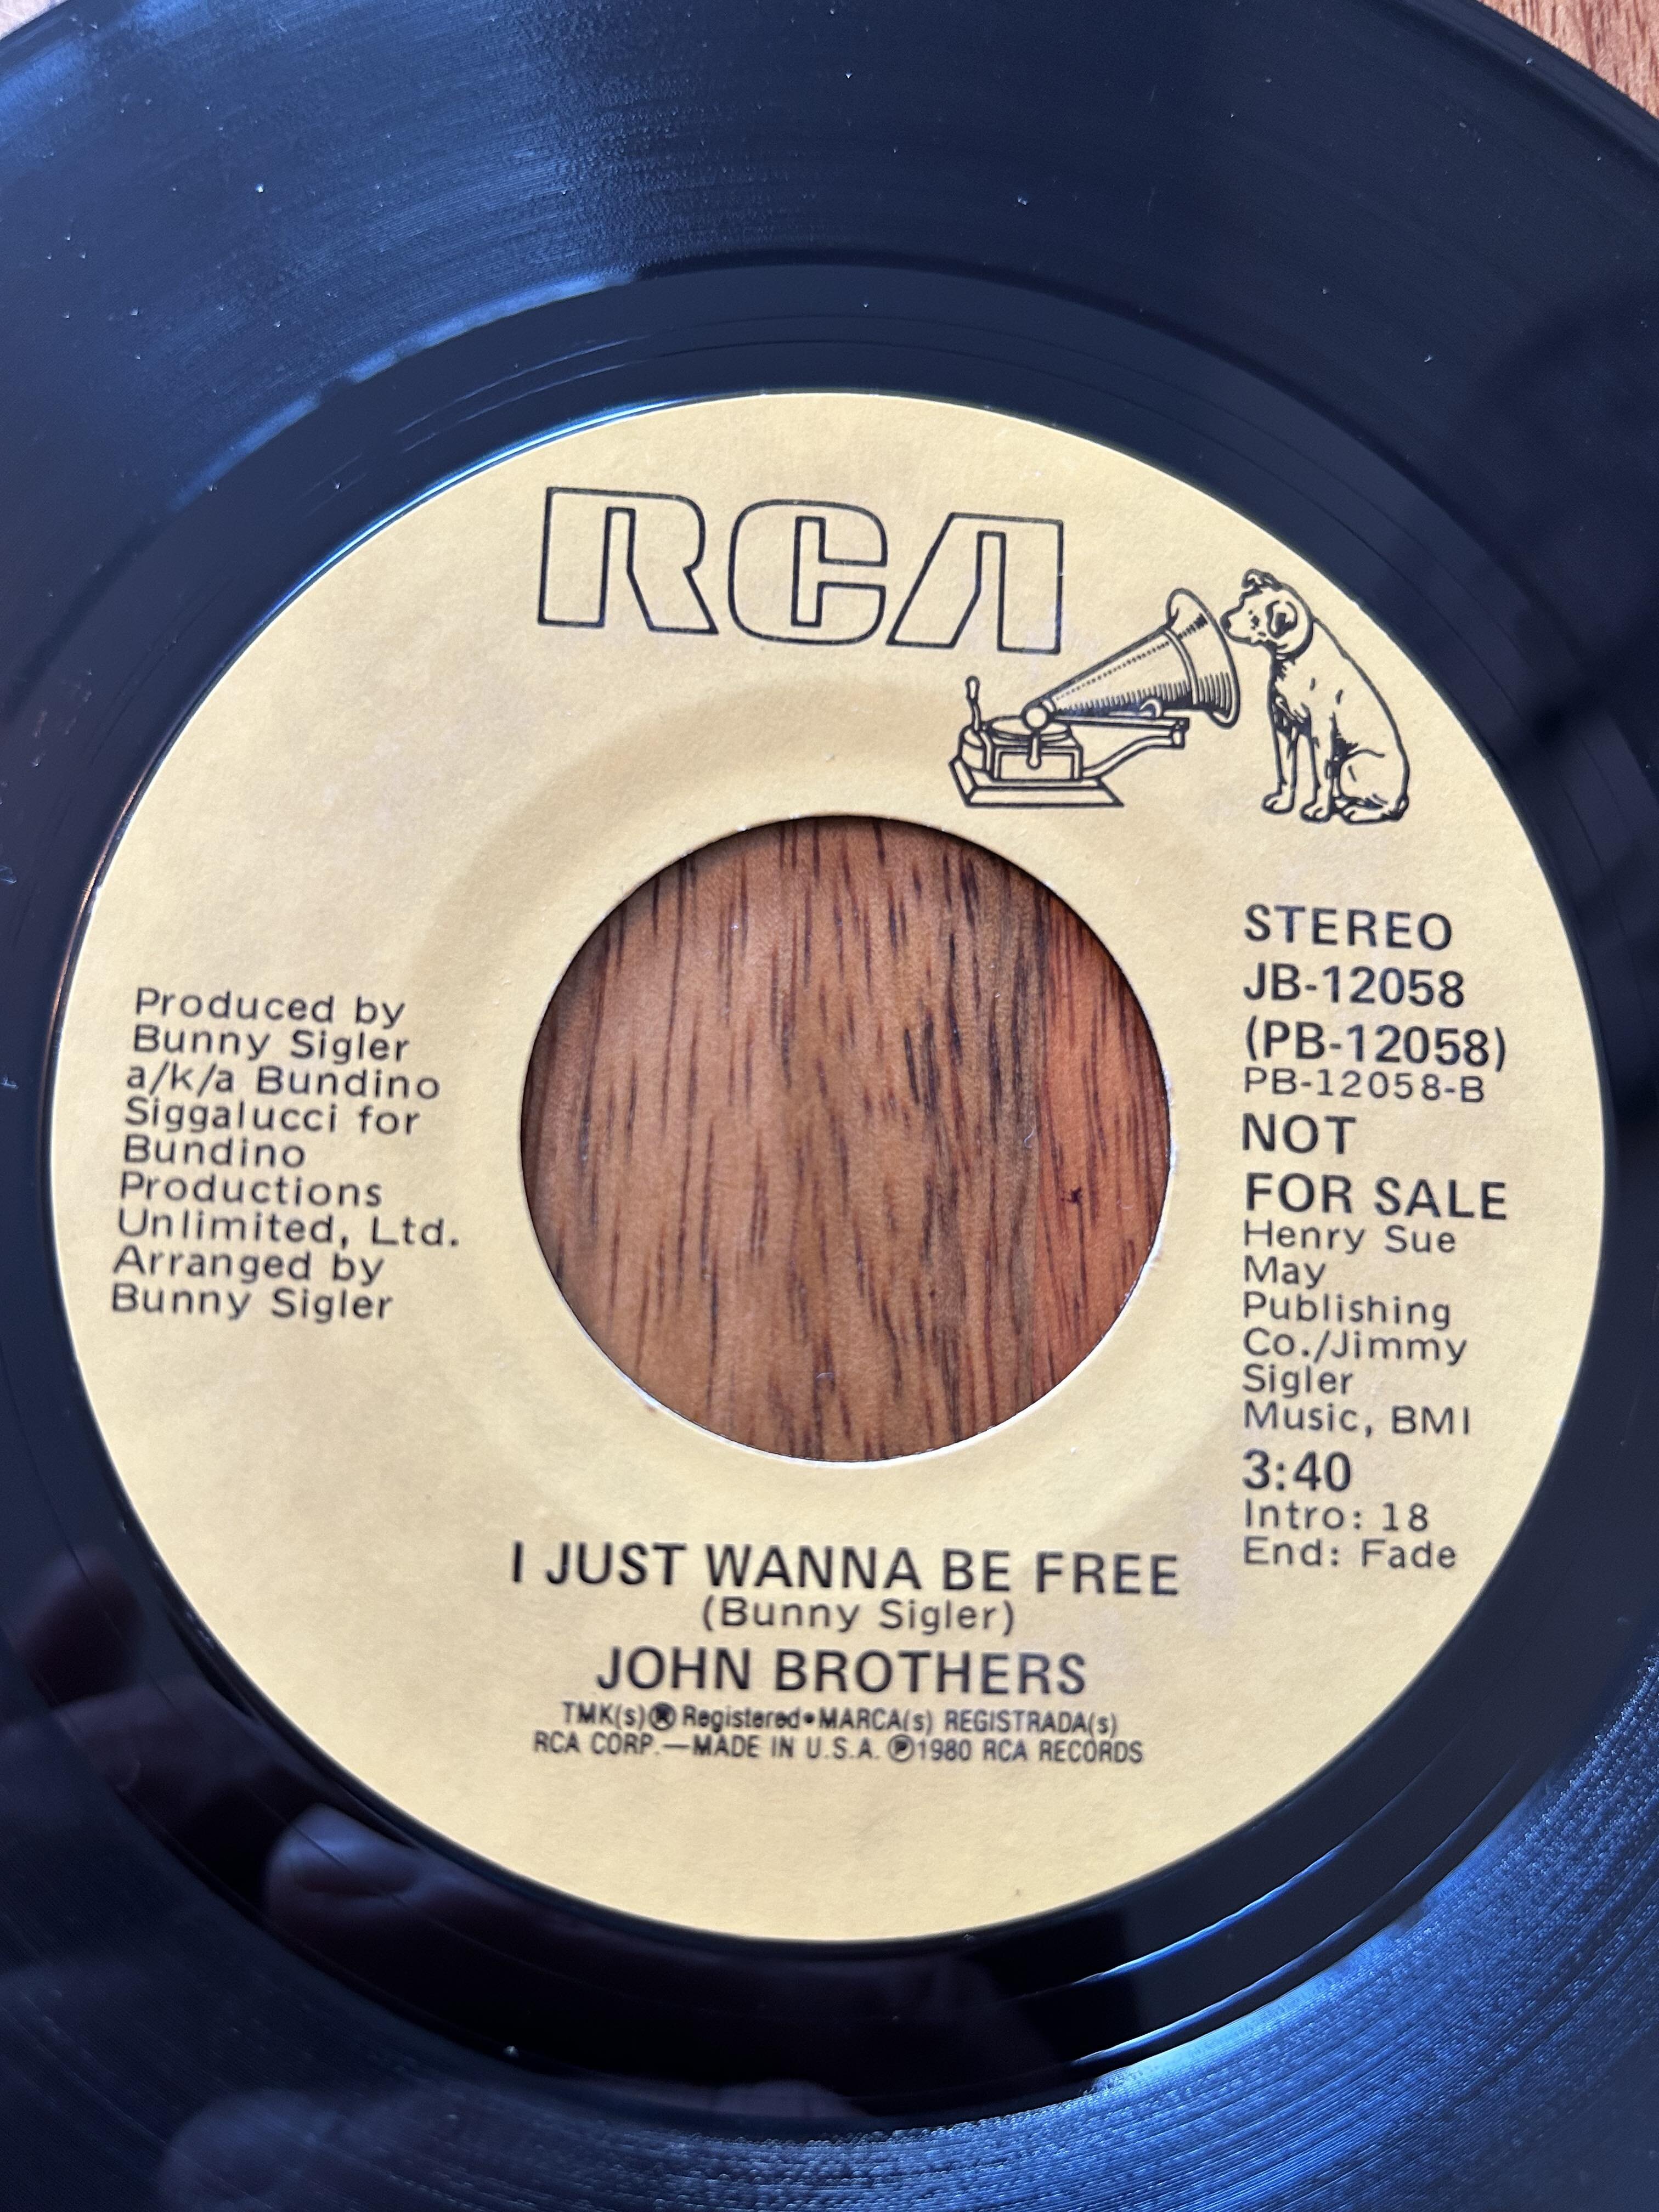 RCA
Produced by
Bunny Sigler
a/k/a Bundino
Siggalucci for
Bundino
Productions
Unlimited, Ltd.
Arranged by
Bunny Sigler
STEREO
JB-12058
(PB-12058)
PB-12058-B
NOT
FOR SALE
Henry Sue
May
Publishing
Co./Jimmy
Sigler
Music, BMI
3:40
Intro: 18
End: Fade
I JUST WANNA BE FREE
(Bunny Sigler)
JOHN BROTHERS
TMK(s)® Registered•MARCA(s) REGISTRADA(s)
RCA CORP.—MADE IN U.S.A. ℗1980 RCA RECORDS